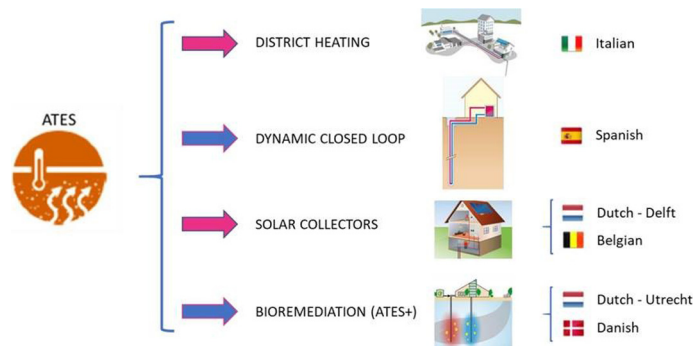 ATES
DISTRICT HEATING
Italian
DYNAMIC CLOSED LOOP
Spanish
SOLAR COLLECTORS
Dutch - Delft
Belgian
BIOREMEDIATION (ATES+)
Dutch - Utrecht
Danish